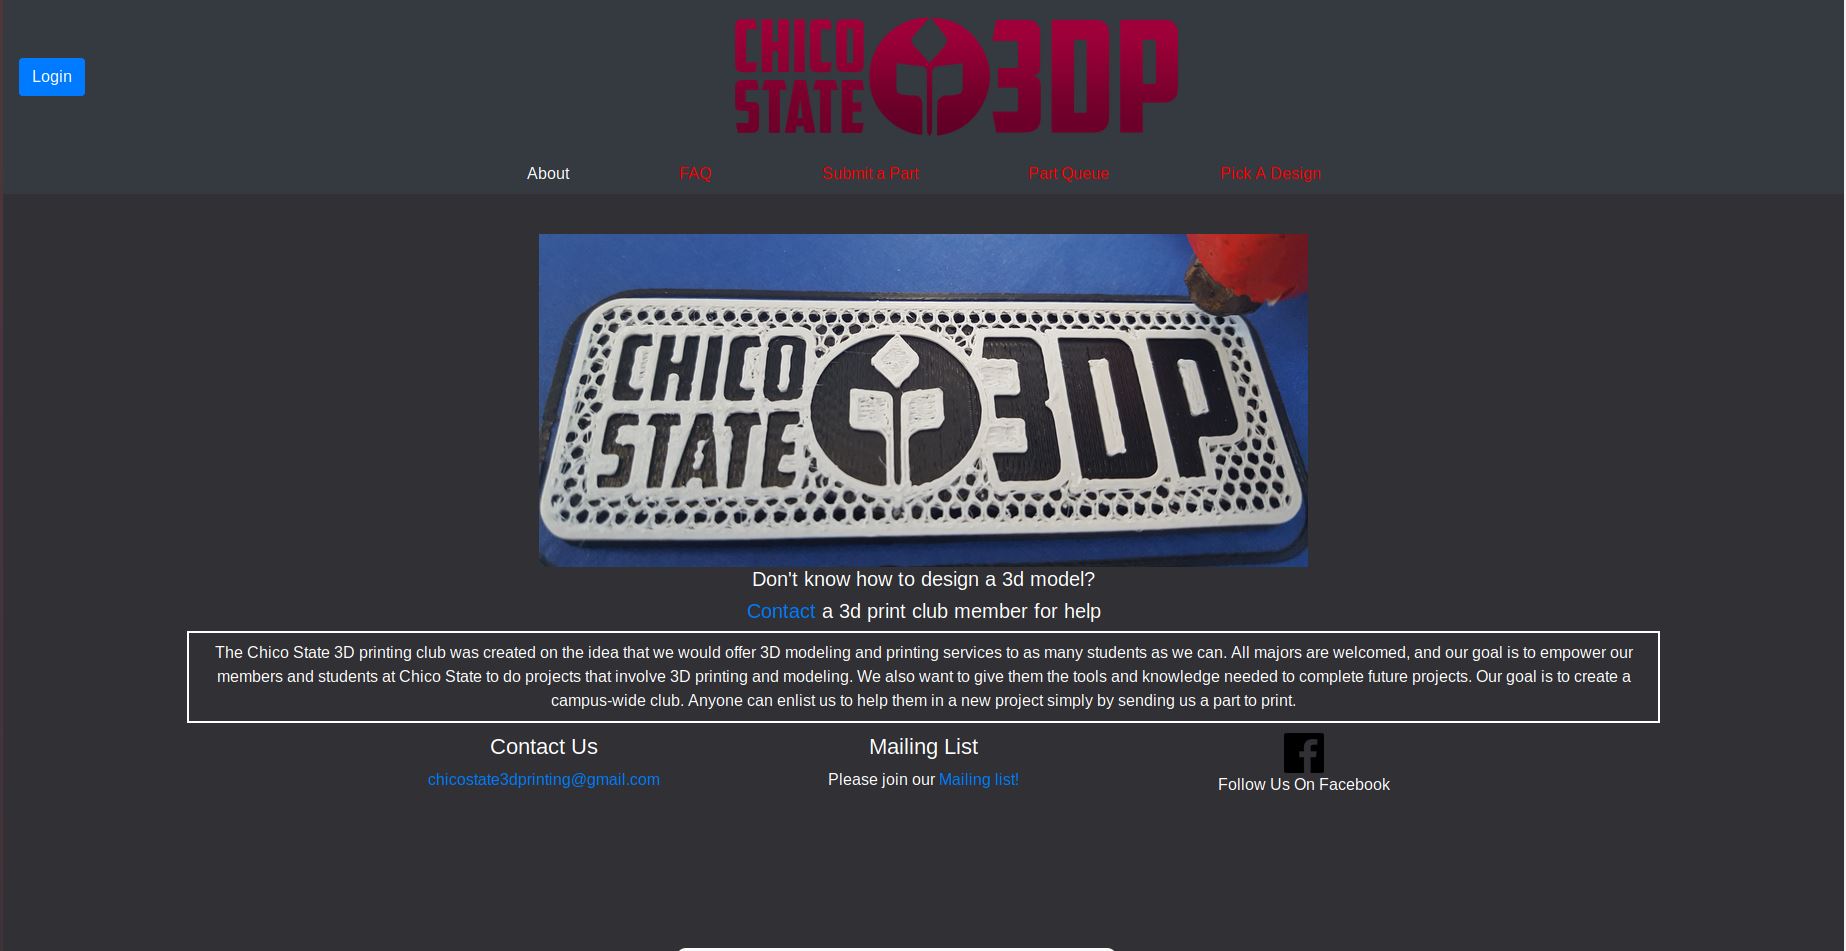 Login
CHICO
STATE
3DP
About
FAQ
Submit a Part
Part Queue
Pick A Design
CHICO
STATE
3DP
Don't know how to design a 3d model?
Contact a 3d print club member for help
The Chico State 3D printing club was created on the idea that we would offer 3D modeling and printing services to as many students as we can. All majors are welcomed, and our goal is to empower our
members and students at Chico State to do projects that involve 3D printing and modeling. We also want to give them the tools and knowledge needed to complete future projects. Our goal is to create a
campus-wide club. Anyone can enlist us to help them in a new project simply by sending us a part to print.
Contact Us
chicostate3dprinting@gmail.com
Mailing List
Please join our Mailing list!
Follow Us On Facebook